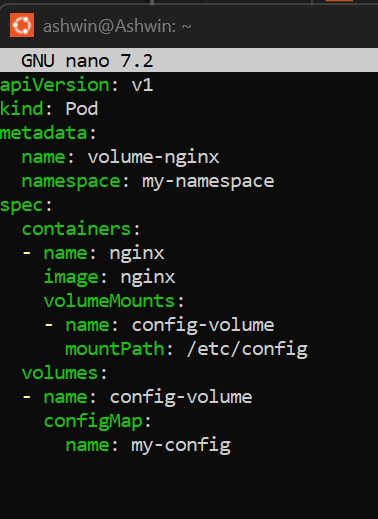 ashwin@Ashwin: ~
GNU nano 7.2
apiVersion: v1
kind: Pod
metadata:
  name: volume-nginx
  namespace: my-namespace
spec:
  containers:
  - name: nginx
    image: nginx
    volumeMounts:
    - name: config-volume
      mountPath: /etc/config
  volumes:
  - name: config-volume
    configMap:
      name: my-config